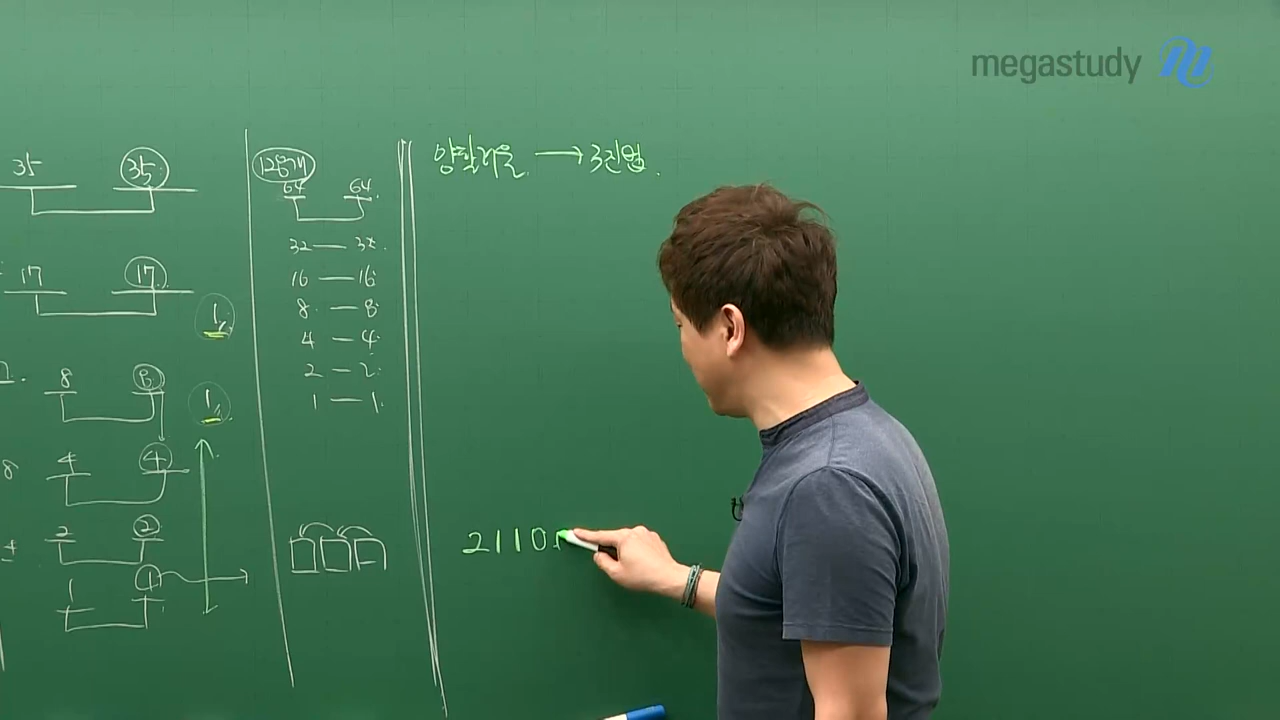 megastudy
35 35
17 17
1
8 8
1
4 4
2 2
1 1
128개
64 64
32 — 32
16 — 16
8 — 8
4 — 4
2 — 2
1 — 1
양팔저울 → 3진법
2110